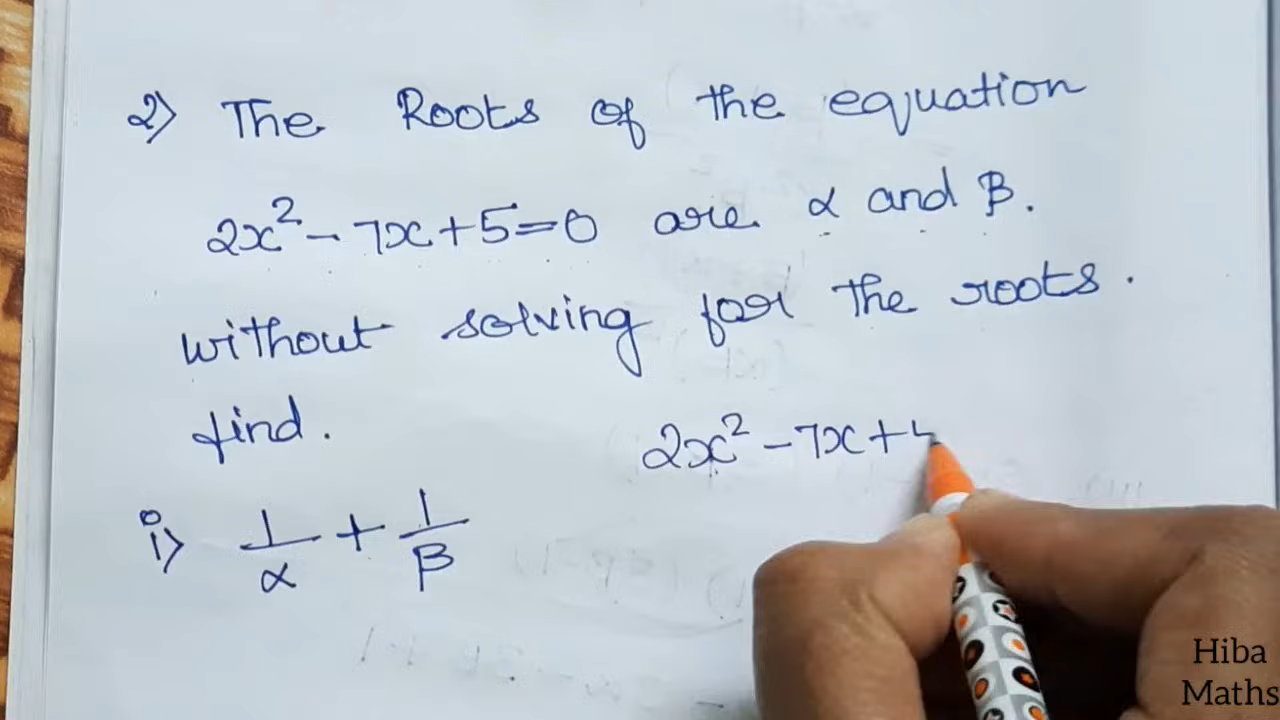 2) The Roots of the equation
2x² - 7x + 5 = 0 are α and β.
without solving for the roots.
find.
2x² - 7x +
i) 1/α + 1/β
Hiba
Maths